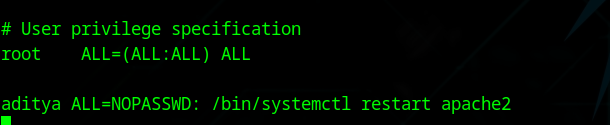 # User privilege specification
root    ALL=(ALL:ALL) ALL
aditya ALL=NOPASSWD: /bin/systemctl restart apache2